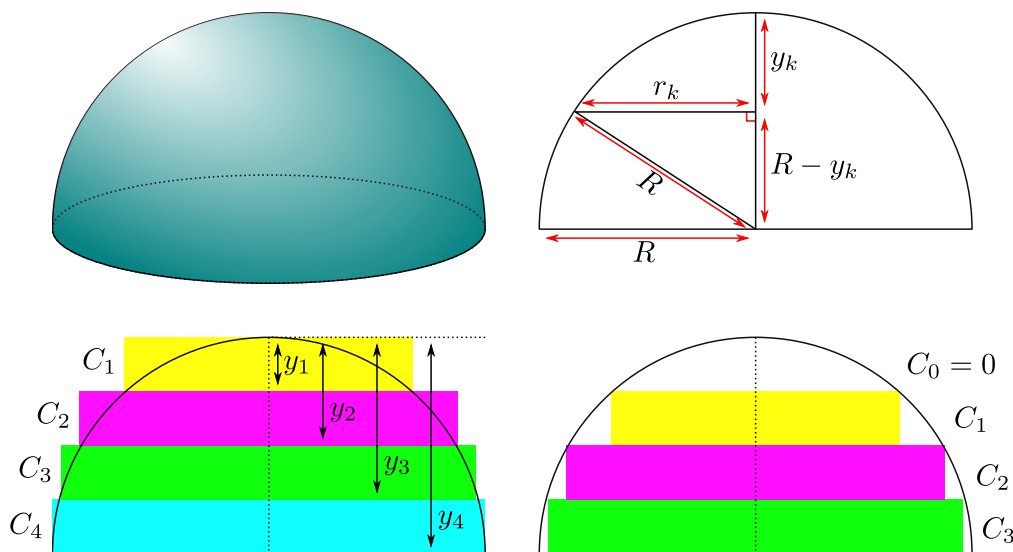 y_k
r_k
R − y_k
R
R
C_1
y_1
C_0 = 0
C_2
y_2
C_1
C_3
y_3
C_2
C_4
y_4
C_3